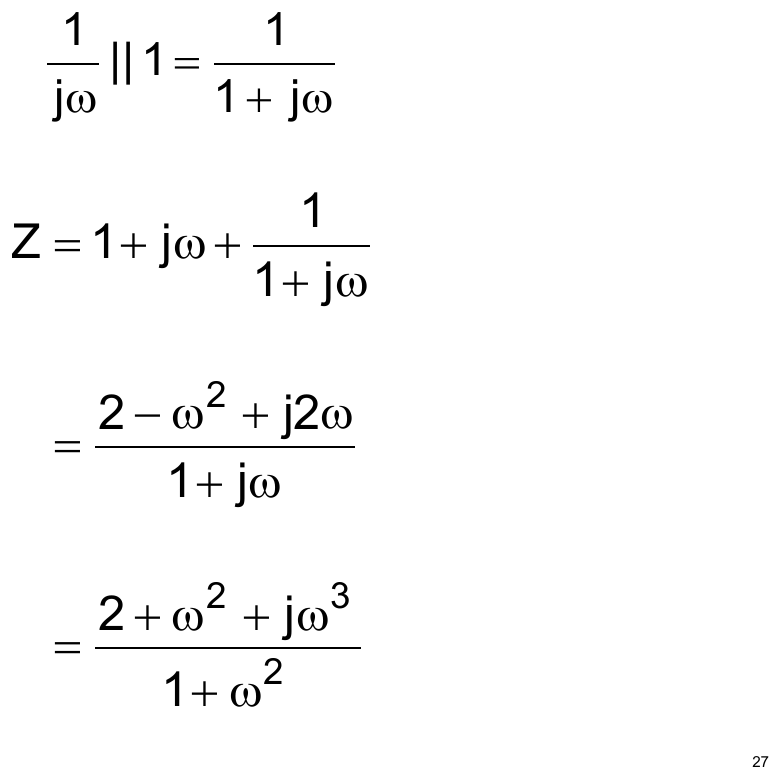 1/jω || 1 = 1/(1 + jω)
Z = 1 + jω + 1/(1 + jω)
= (2 − ω² + j2ω)/(1 + jω)
= (2 + ω² + jω³)/(1 + ω²)
27